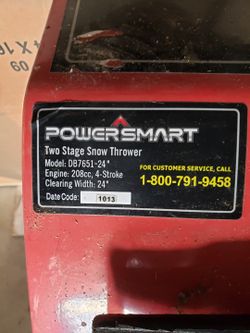 POWERSMART
Two Stage Snow Thrower
Model: DB7651-24"
Engine: 208cc, 4-Stroke
Clearing Width: 24"
Date Code: 1013
FOR CUSTOMER SERVICE, CALL
1-800-791-9458